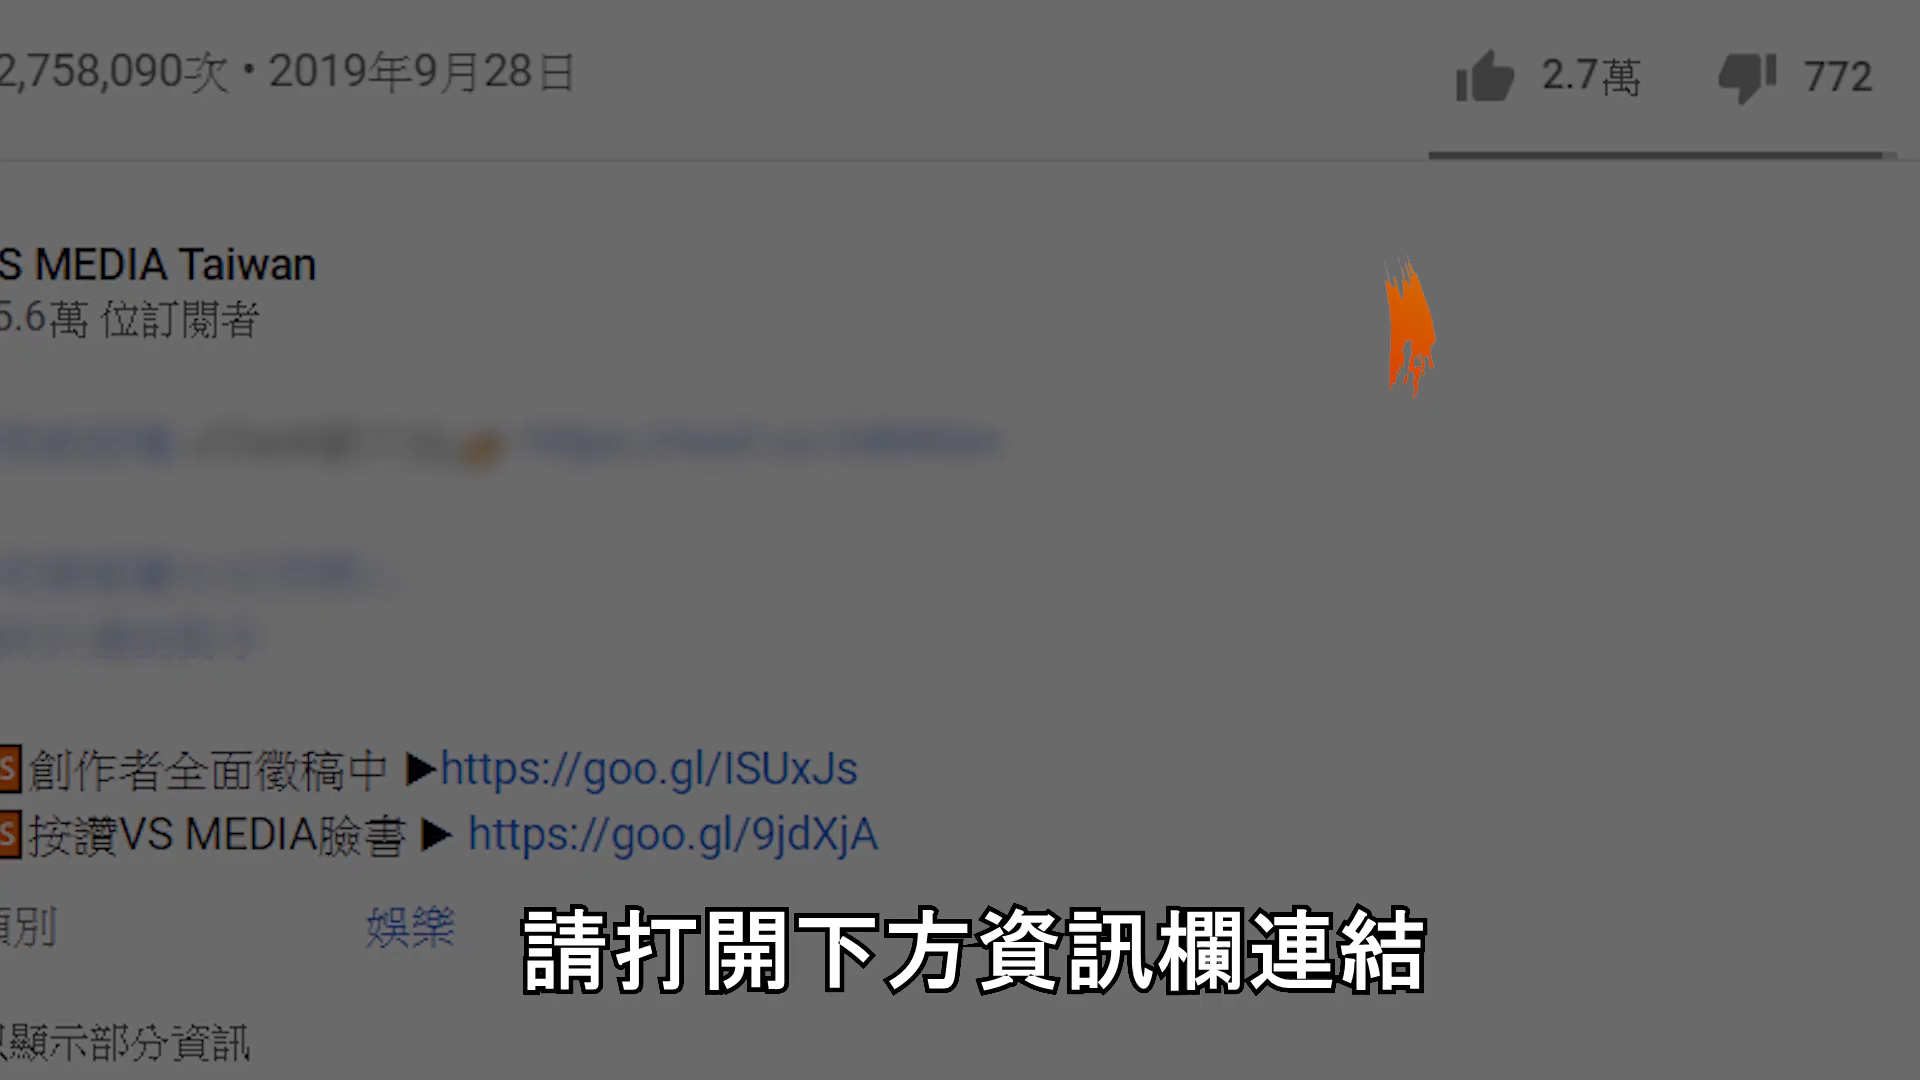 2,758,090次 • 2019年9月28日
2.7萬
772
S MEDIA Taiwan
5.6萬 位訂閱者
S創作者全面徵稿中 ▶https://goo.gl/ISUxJs
S按讚VS MEDIA臉書 ▶ https://goo.gl/9jdXjA
類別
娛樂
請打開下方資訊欄連結
只顯示部分資訊